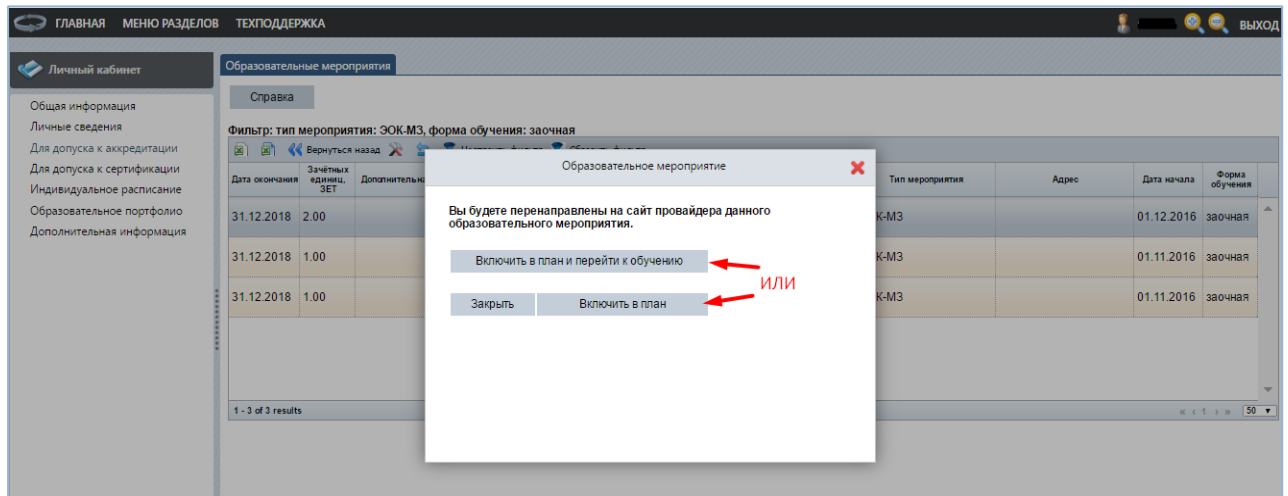 ГЛАВНАЯ МЕНЮ РАЗДЕЛОВ ТЕХПОДДЕРЖКА ВЫХОД
Личный кабинет
Общая информация
Личные сведения
Для допуска к аккредитации
Для допуска к сертификации
Индивидуальное расписание
Образовательное портфолио
Дополнительная информация
Образовательные мероприятия
Справка
Фильтр: тип мероприятия: ЭОК-МЗ, форма обучения: заочная
Вернуться назад
Дата окончания Зачётных единиц, ЗЕТ Тип мероприятия Адрес Дата начала Форма обучения
31.12.2018 2.00 К-МЗ 01.12.2016 заочная
31.12.2018 1.00 К-МЗ 01.11.2016 заочная
31.12.2018 1.00 К-МЗ 01.11.2016 заочная
1 - 3 of 3 results 1 50
Образовательное мероприятие
Вы будете перенаправлены на сайт провайдера данного
образовательного мероприятия.
Включить в план и перейти к обучению
ИЛИ
Закрыть Включить в план